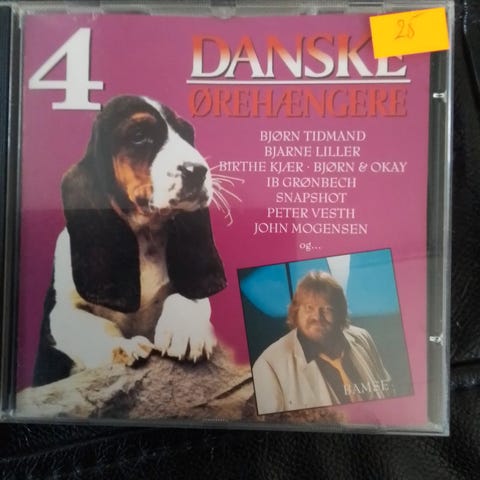 4
DANSKE
ØREHÆNGERE
25
BJØRN TIDMAND
BJARNE LILLER
BIRTHE KJÆR · BJØRN & OKAY
IB GRØNBECH
SNAPSHOT
PETER VESTH
JOHN MOGENSEN
og...
BAMSE